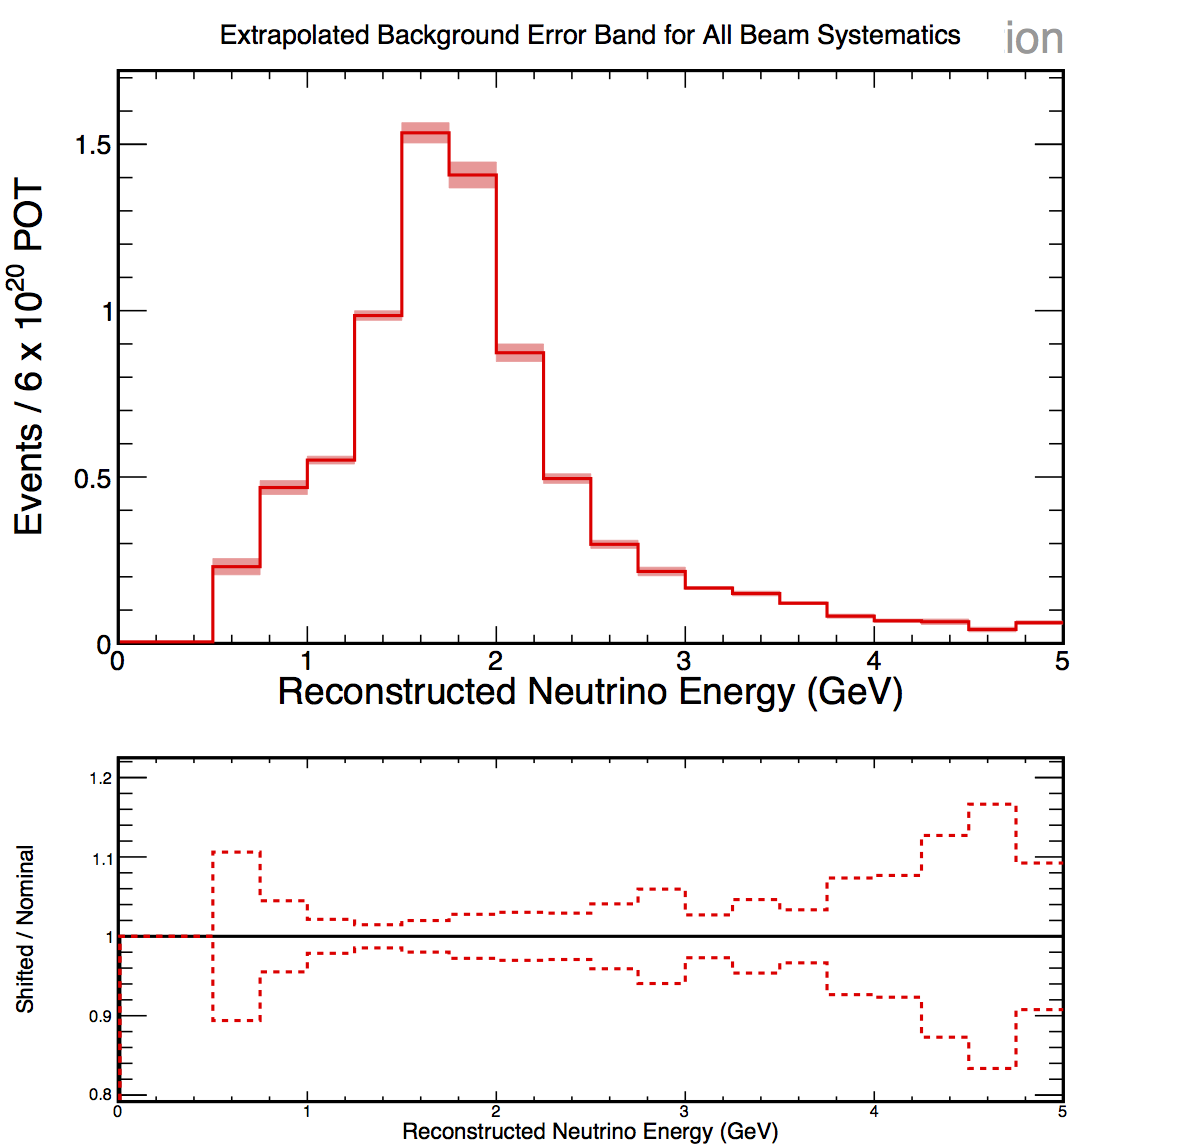 Extrapolated Background Error Band for All Beam Systematics
ion
Events / 6 x 10²⁰ POT
1.5
1
0.5
0
0 1 2 3 4 5
Reconstructed Neutrino Energy (GeV)
Shifted / Nominal
1.2
1.1
1
0.9
0.8
0 1 2 3 4 5
Reconstructed Neutrino Energy (GeV)